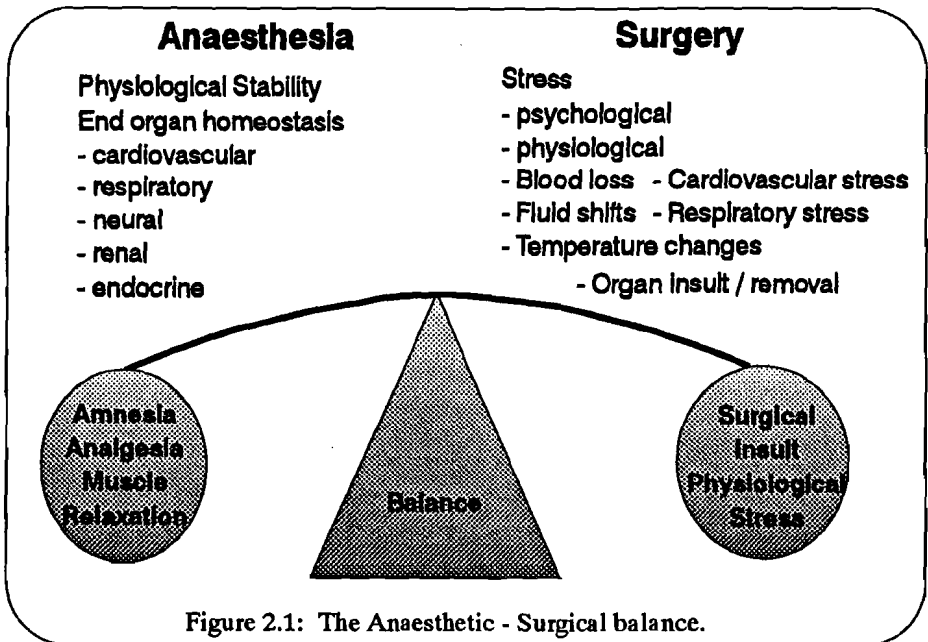 Anaesthesia
Physiological Stability
End organ homeostasis
- cardiovascular
- respiratory
- neural
- renal
- endocrine
Surgery
Stress
- psychological
- physiological
- Blood loss - Cardiovascular stress
- Fluid shifts - Respiratory stress
- Temperature changes
- Organ insult / removal
Amnesia
Analgesia
Muscle
Relaxation
Balance
Surgical
Insult
Physiological
Stress
Figure 2.1: The Anaesthetic - Surgical balance.